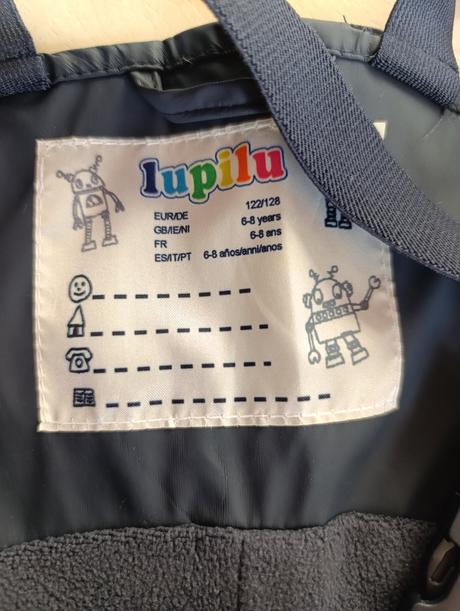 lupilu
EUR/DE 122/128
GB/IE/NI 6-8 years
FR 6-8 ans
ES/IT/PT 6-8 años/anni/anos